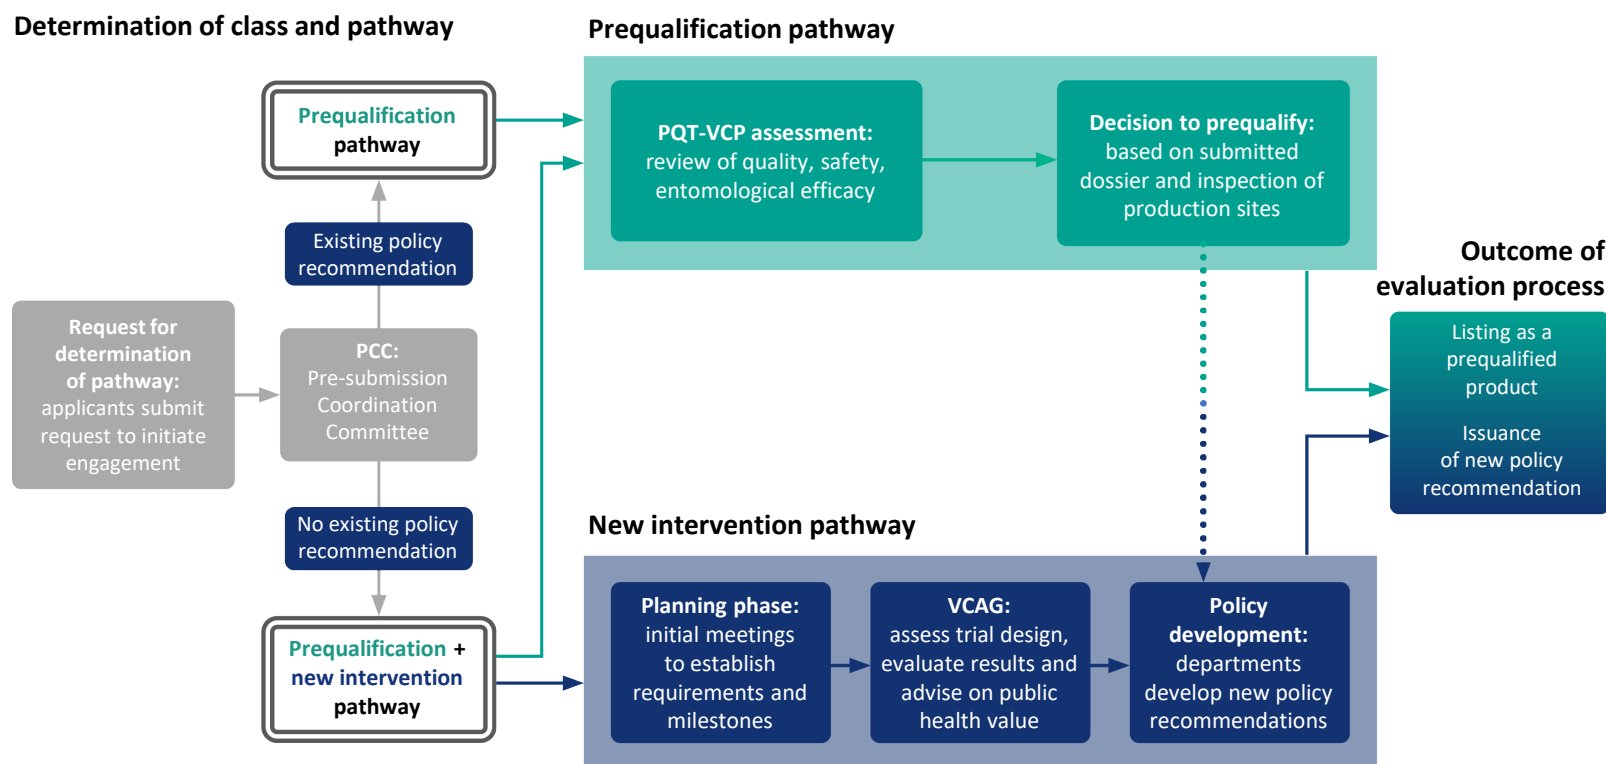 Determination of class and pathway
Prequalification
pathway
Existing policy
recommendation
Request for
determination
of pathway:
applicants submit
request to initiate
engagement
PCC:
Pre-submission
Coordination
Committee
No existing policy
recommendation
Prequalification +
new intervention
pathway
Prequalification pathway
PQT-VCP assessment:
review of quality, safety,
entomological efficacy
Decision to prequalify:
based on submitted
dossier and inspection of
production sites
New intervention pathway
Planning phase:
initial meetings
to establish
requirements and
milestones
VCAG:
assess trial design,
evaluate results and
advise on public
health value
Policy
development:
departments
develop new policy
recommendations
Outcome of
evaluation process
Listing as a
prequalified
product
Issuance
of new policy
recommendation